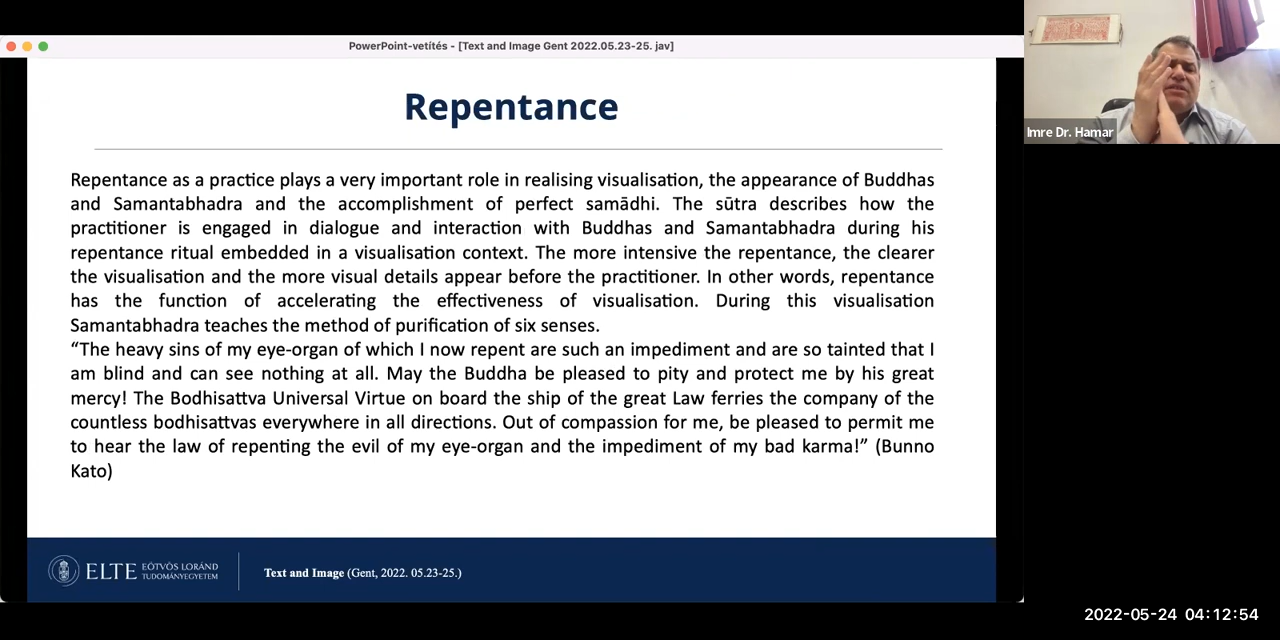 PowerPoint-vetítés - [Text and Image Gent 2022.05.23-25. jav]
Repentance
Repentance as a practice plays a very important role in realising visualisation, the appearance of Buddhas
and Samantabhadra and the accomplishment of perfect samādhi. The sūtra describes how the
practitioner is engaged in dialogue and interaction with Buddhas and Samantabhadra during his
repentance ritual embedded in a visualisation context. The more intensive the repentance, the clearer
the visualisation and the more visual details appear before the practitioner. In other words, repentance
has the function of accelerating the effectiveness of visualisation. During this visualisation
Samantabhadra teaches the method of purification of six senses.
“The heavy sins of my eye-organ of which I now repent are such an impediment and are so tainted that I
am blind and can see nothing at all. May the Buddha be pleased to pity and protect me by his great
mercy! The Bodhisattva Universal Virtue on board the ship of the great Law ferries the company of the
countless bodhisattvas everywhere in all directions. Out of compassion for me, be pleased to permit me
to hear the law of repenting the evil of my eye-organ and the impediment of my bad karma!” (Bunno
Kato)
ELTE EÖTVÖS LORÁND
TUDOMÁNYEGYETEM
Text and Image (Gent, 2022. 05.23-25.)
Imre Dr. Hamar
2022-05-24 04:12:54